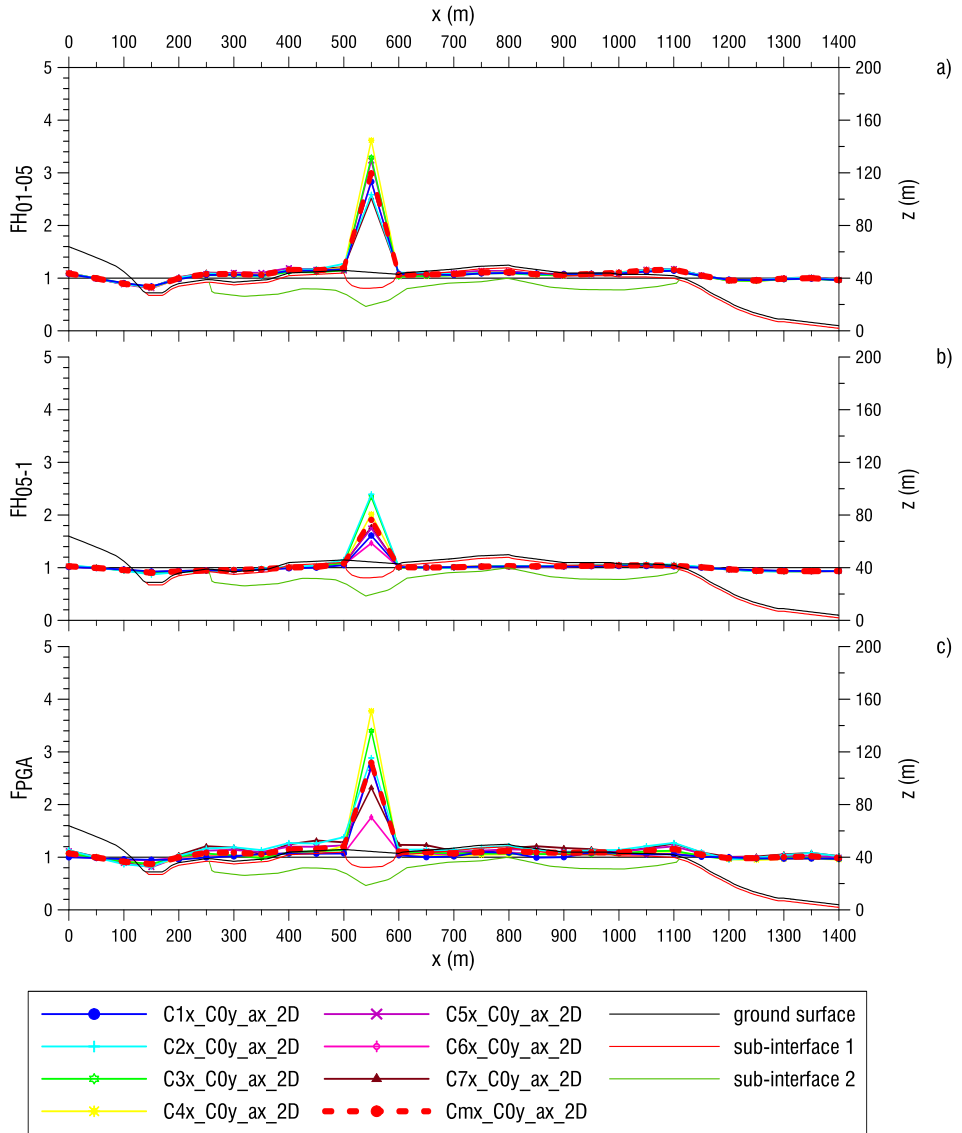 x (m)
0 100 200 300 400 500 600 700 800 900 1000 1100 1200 1300 1400
a)
5 4 3 2 1 0
FH01-05
200 160 120 80 40 0
z (m)
b)
5 4 3 2 1 0
FH05-1
200 160 120 80 40 0
z (m)
c)
5 4 3 2 1 0
FPGA
200 160 120 80 40 0
z (m)
0 100 200 300 400 500 600 700 800 900 1000 1100 1200 1300 1400
x (m)
C1x_C0y_ax_2D C5x_C0y_ax_2D ground surface
C2x_C0y_ax_2D C6x_C0y_ax_2D sub-interface 1
C3x_C0y_ax_2D C7x_C0y_ax_2D sub-interface 2
C4x_C0y_ax_2D Cmx_C0y_ax_2D